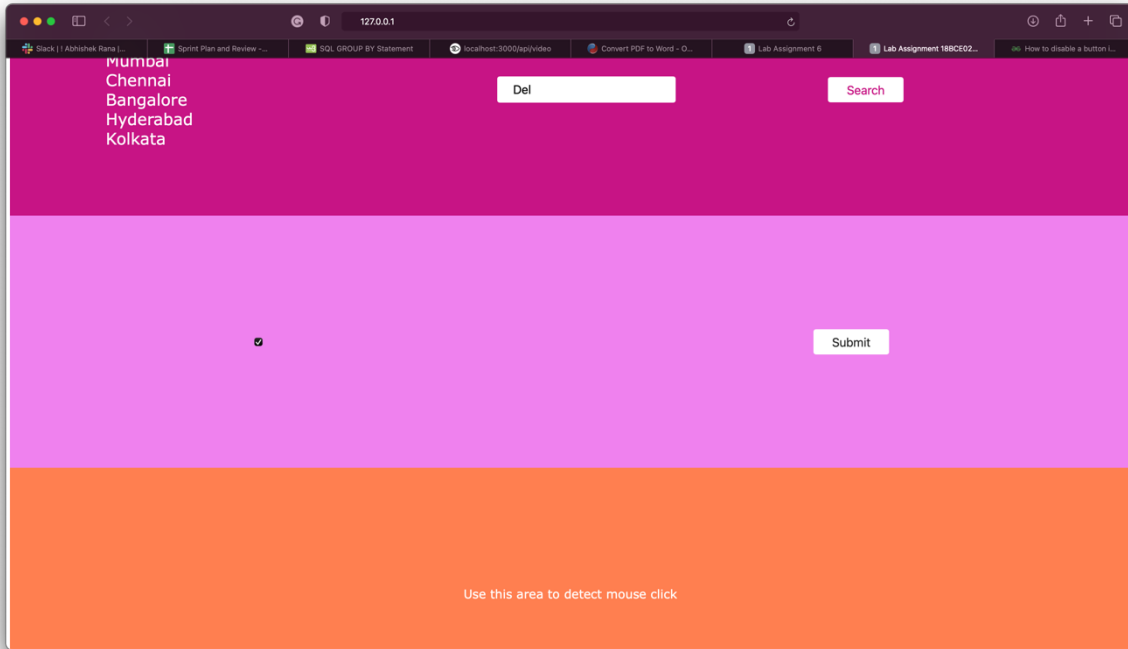 127.0.0.1
Slack | ! Abhishek Rana |...
Sprint Plan and Review -...
SQL GROUP BY Statement
localhost:3000/api/video
Convert PDF to Word - O...
1 Lab Assignment 6
1 Lab Assignment 18BCE02...
How to disable a button i...
Mumbai
Chennai
Bangalore
Hyderabad
Kolkata
Del
Search
Submit
Use this area to detect mouse click